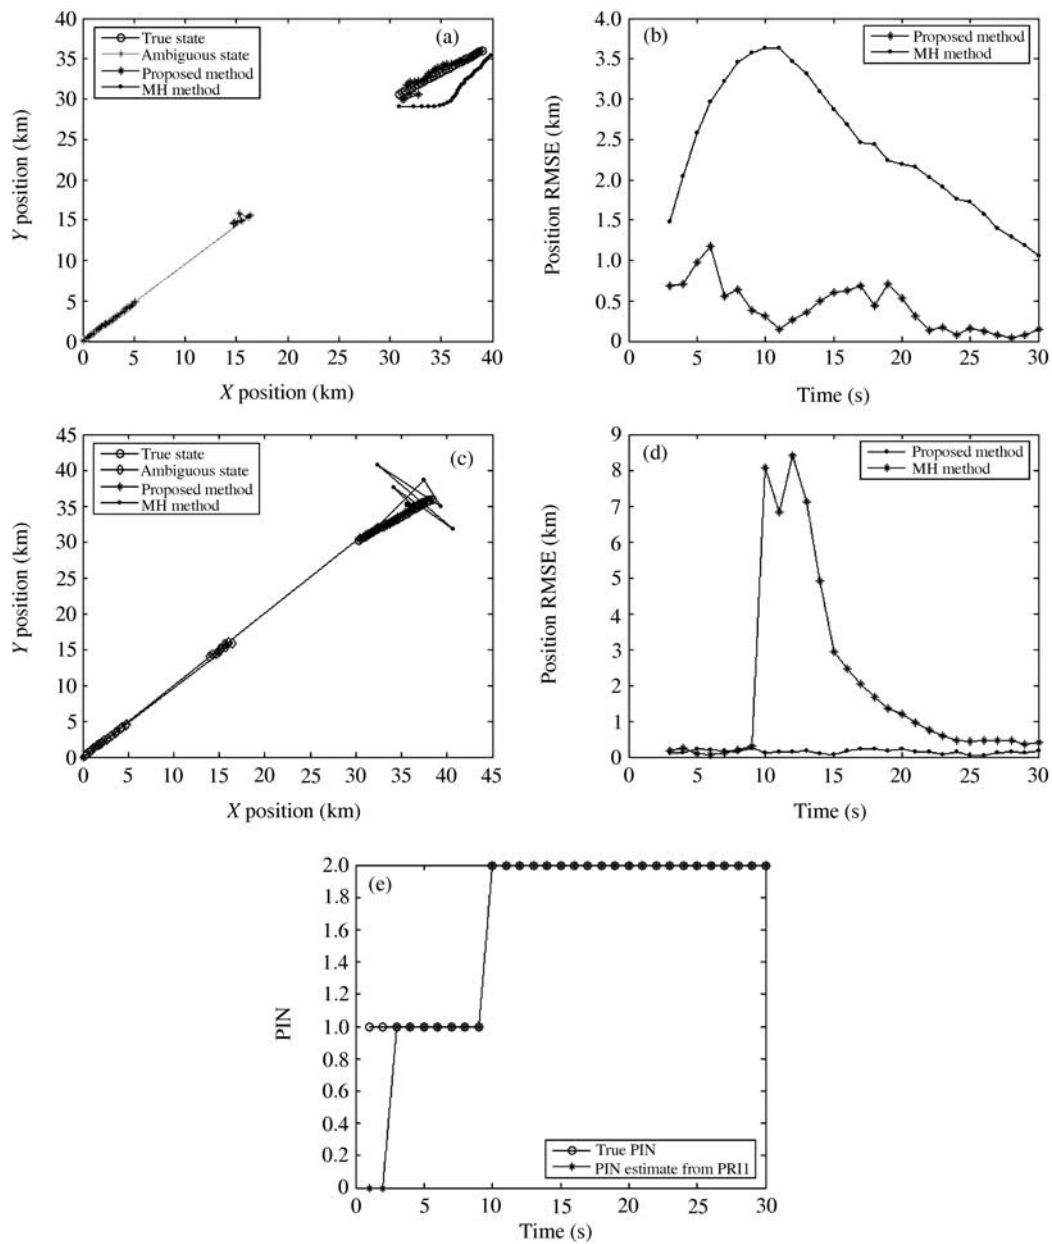 40
35
30
25
20
15
10
5
0
Y position (km)
True state
Ambiguous state
Proposed method
MH method
(a)
0 5 10 15 20 25 30 35 40
X position (km)
4.0
3.5
3.0
2.5
2.0
1.5
1.0
0.5
0
Position RMSE (km)
(b)
Proposed method
MH method
0 5 10 15 20 25 30
Time (s)
45
40
35
30
25
20
15
10
5
0
Y position (km)
True state
Ambiguous state
Proposed method
MH method
(c)
0 5 10 15 20 25 30 35 40 45
X position (km)
9
8
7
6
5
4
3
2
1
0
Position RMSE (km)
(d)
Proposed method
MH method
0 5 10 15 20 25 30
Time (s)
2.0
1.8
1.6
1.4
1.2
1.0
0.8
0.6
0.4
0.2
0
PIN
(e)
True PIN
PIN estimate from PRI1
0 5 10 15 20 25 30
Time (s)